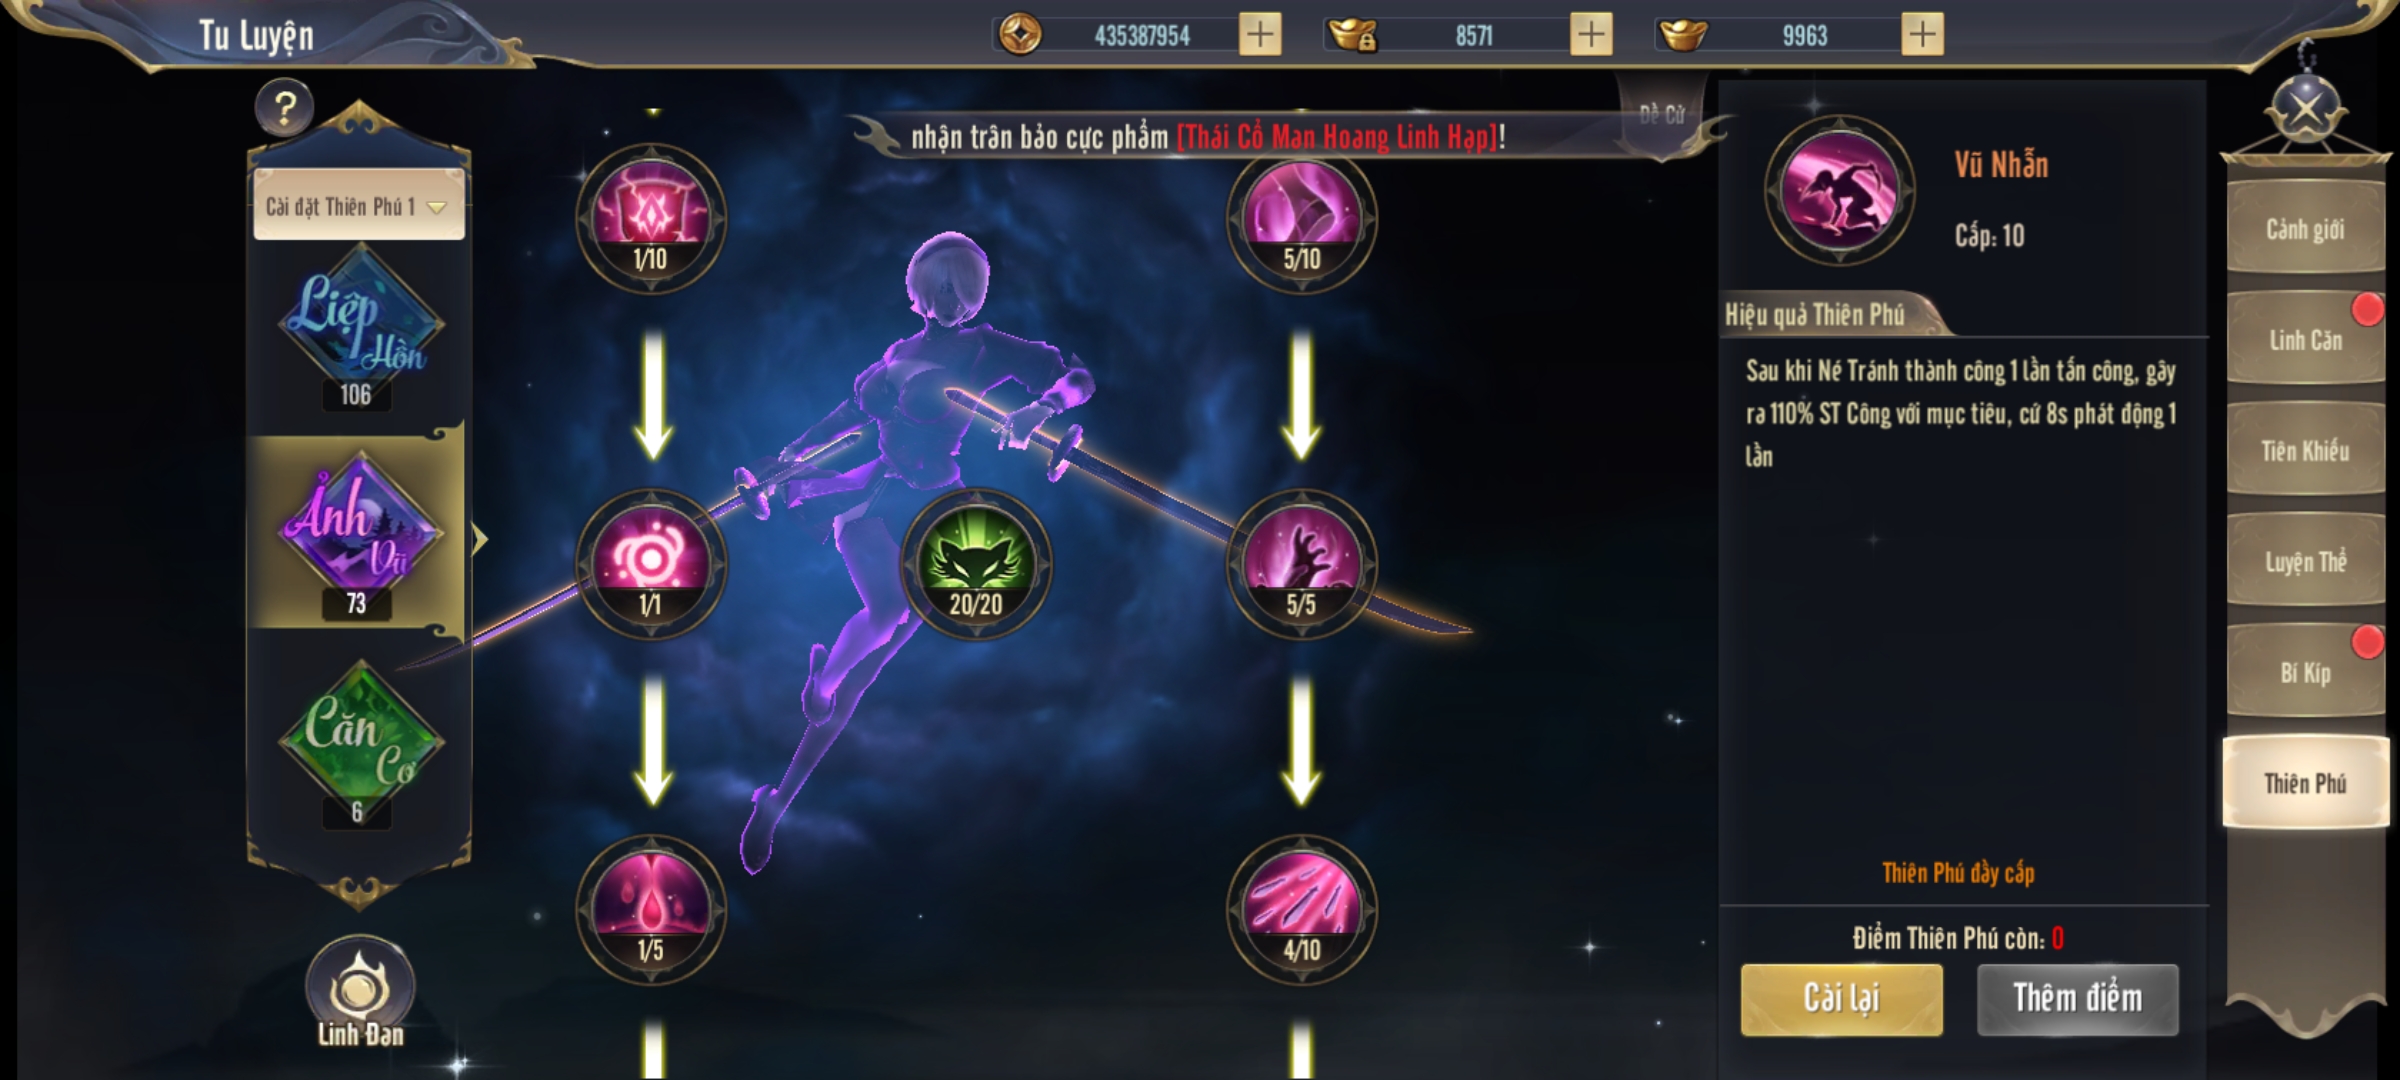 Tu Luyện
435387954
8571
9963
?
Cài đặt Thiên Phú 1
Liệp
Hồn
106
Ảnh
Vũ
73
Căn
Cơ
6
Linh Đan
Đề Cử
nhận trân bảo cực phẩm [Thái Cổ Man Hoang Linh Hạp]!
1/10
5/10
1/1
20/20
5/5
1/5
4/10
Vũ Nhẫn
Cấp: 10
Hiệu quả Thiên Phú
Sau khi Né Tránh thành công 1 lần tấn công, gây
ra 110% ST Công với mục tiêu, cứ 8s phát động 1
lần
Thiên Phú đầy cấp
Điểm Thiên Phú còn: 0
Cài lại
Thêm điểm
Cảnh giới
Linh Căn
Tiên Khiếu
Luyện Thể
Bí Kíp
Thiên Phú